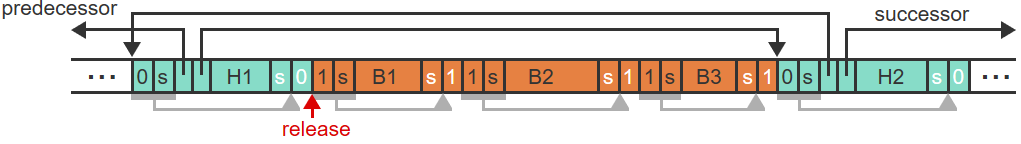 predecessor
successor
... 0 s H1 s 0 1 s B1 s 1 1 s B2 s 1 1 s B3 s 1 0 s H2 s 0 ...
release